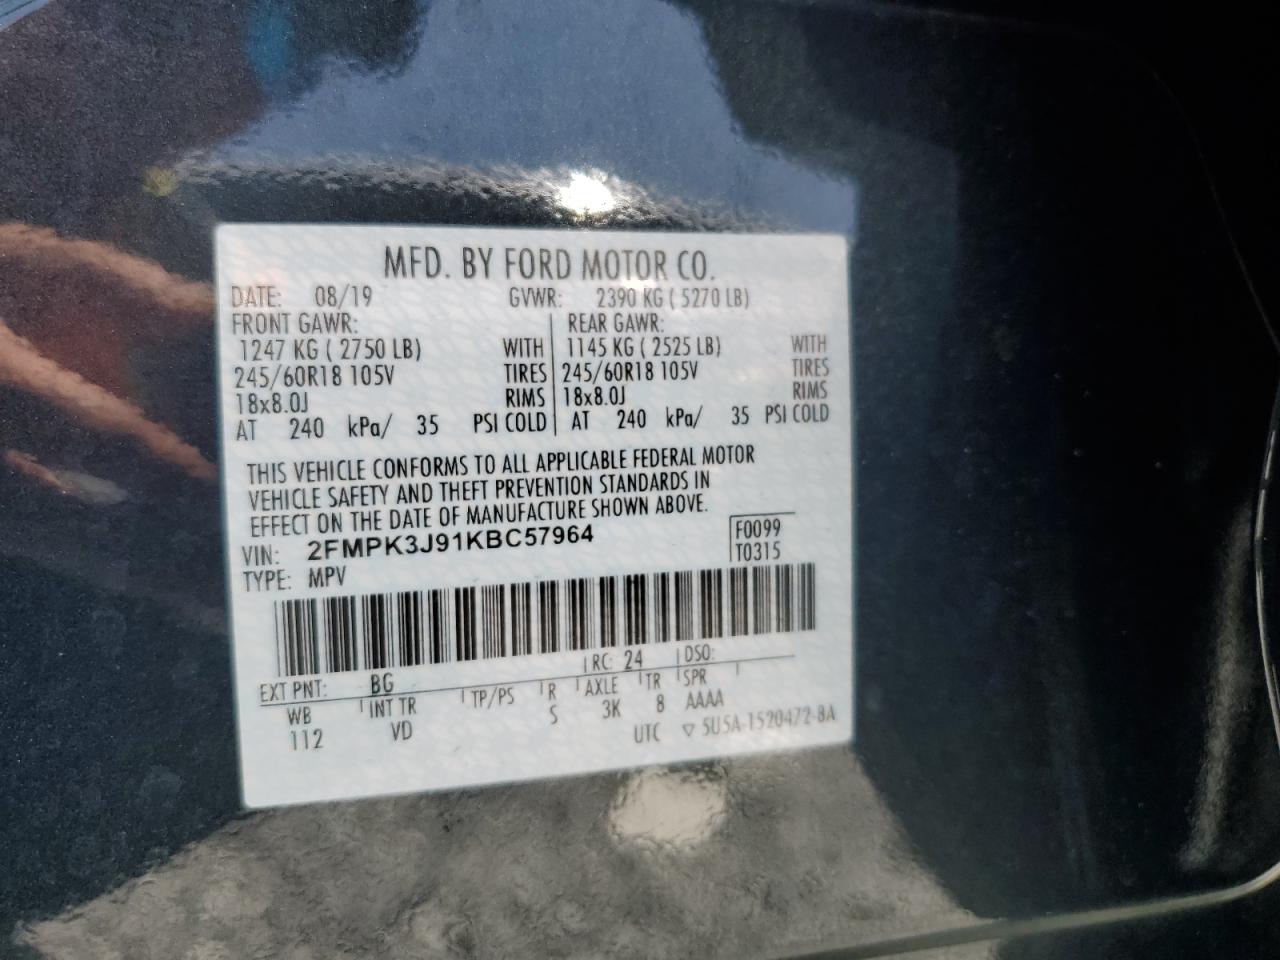 MFD. BY FORD MOTOR CO.
DATE: 08/19 GVWR: 2390 KG ( 5270 LB)
FRONT GAWR: REAR GAWR:
1247 KG ( 2750 LB) WITH 1145 KG ( 2525 LB) WITH
245/60R18 105V TIRES 245/60R18 105V TIRES
18x8.0J RIMS 18x8.0J RIMS
AT 240 kPa/ 35 PSI COLD AT 240 kPa/ 35 PSI COLD
THIS VEHICLE CONFORMS TO ALL APPLICABLE FEDERAL MOTOR
VEHICLE SAFETY AND THEFT PREVENTION STANDARDS IN
EFFECT ON THE DATE OF MANUFACTURE SHOWN ABOVE.
VIN: 2FMPK3J91KBC57964 F0099
TYPE: MPV T0315
EXT PNT: BG RC: 24 DSO:
WB INT TR TP/PS R AXLE TR SPR
112 VD S 3K 8 AAAA
UTC ▽ 5U5A-1520472-BA